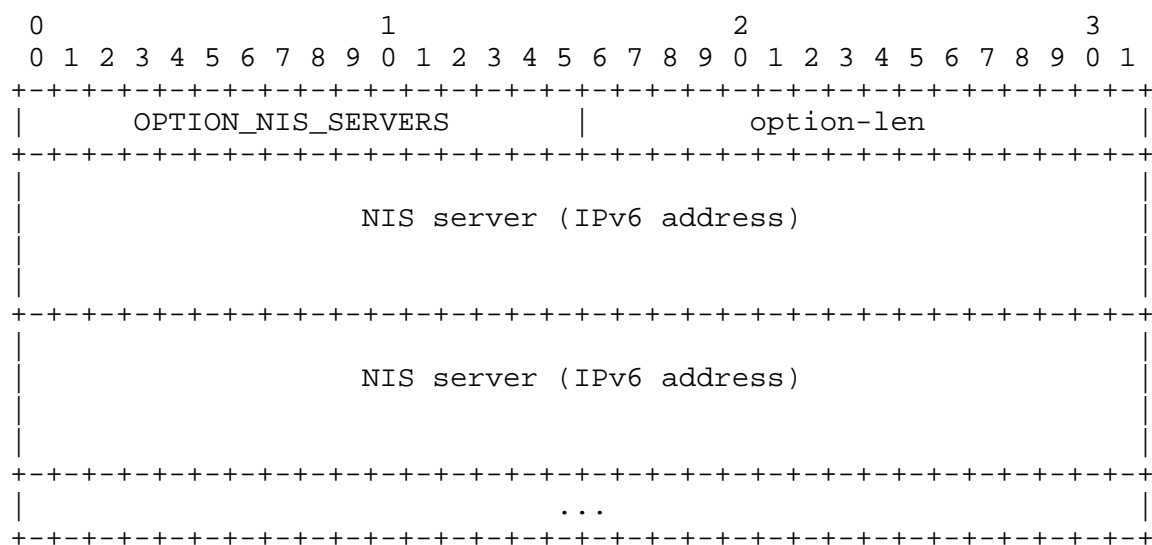 0                   1                   2                   3
 0 1 2 3 4 5 6 7 8 9 0 1 2 3 4 5 6 7 8 9 0 1 2 3 4 5 6 7 8 9 0 1
+-+-+-+-+-+-+-+-+-+-+-+-+-+-+-+-+-+-+-+-+-+-+-+-+-+-+-+-+-+-+-+-+
|      OPTION_NIS_SERVERS       |         option-len            |
+-+-+-+-+-+-+-+-+-+-+-+-+-+-+-+-+-+-+-+-+-+-+-+-+-+-+-+-+-+-+-+-+
|                                                               |
|                   NIS server (IPv6 address)                   |
|                                                               |
|                                                               |
+-+-+-+-+-+-+-+-+-+-+-+-+-+-+-+-+-+-+-+-+-+-+-+-+-+-+-+-+-+-+-+-+
|                                                               |
|                   NIS server (IPv6 address)                   |
|                                                               |
|                                                               |
+-+-+-+-+-+-+-+-+-+-+-+-+-+-+-+-+-+-+-+-+-+-+-+-+-+-+-+-+-+-+-+-+
|                              ...                              |
+-+-+-+-+-+-+-+-+-+-+-+-+-+-+-+-+-+-+-+-+-+-+-+-+-+-+-+-+-+-+-+-+